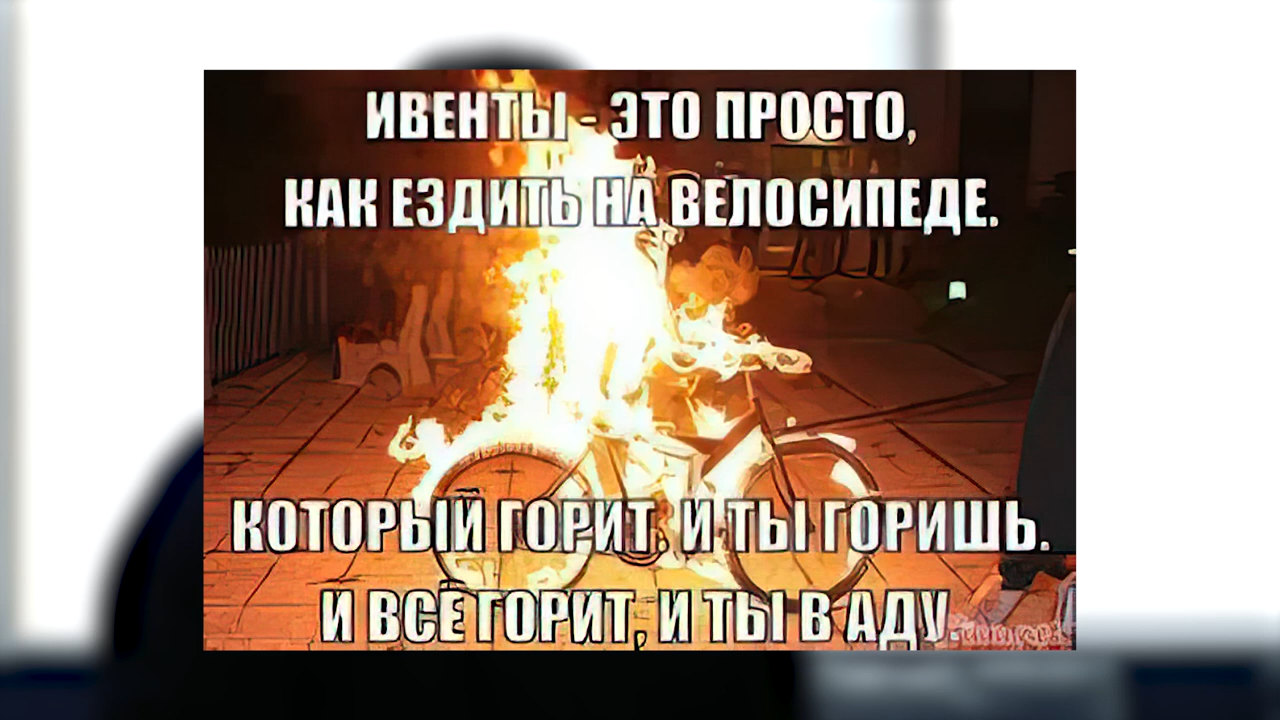 ИВЕНТЫ - ЭТО ПРОСТО,
КАК ЕЗДИТЬ НА ВЕЛОСИПЕДЕ.
КОТОРЫЙ ГОРИТ. И ТЫ ГОРИШЬ.
И ВСЁ ГОРИТ, И ТЫ В АДУ.